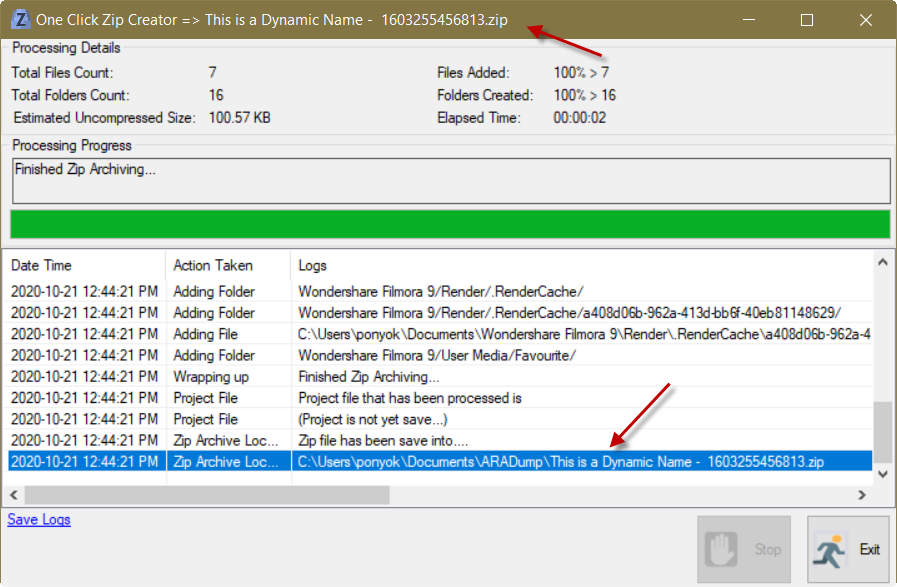 One Click Zip Creator => This is a Dynamic Name -  1603255456813.zip
Processing Details
Total Files Count: 7 Files Added: 100% > 7
Total Folders Count: 16 Folders Created: 100% > 16
Estimated Uncompressed Size: 100.57 KB Elapsed Time: 00:00:02
Processing Progress
Finished Zip Archiving...
Date Time Action Taken Logs
2020-10-21 12:44:21 PM Adding Folder Wondershare Filmora 9/Render/.RenderCache/
2020-10-21 12:44:21 PM Adding Folder Wondershare Filmora 9/Render/.RenderCache/a408d06b-962a-413d-bb6f-40eb81148629/
2020-10-21 12:44:21 PM Adding File C:\Users\ponyok\Documents\Wondershare Filmora 9\Render\.RenderCache\a408d06b-962a-4
2020-10-21 12:44:21 PM Adding Folder Wondershare Filmora 9/User Media/Favourite/
2020-10-21 12:44:21 PM Wrapping up Finished Zip Archiving...
2020-10-21 12:44:21 PM Project File Project file that has been processed is
2020-10-21 12:44:21 PM Project File (Project is not yet save...)
2020-10-21 12:44:21 PM Zip Archive Loc... Zip file has been save into....
2020-10-21 12:44:21 PM Zip Archive Loc... C:\Users\ponyok\Documents\ARADump\This is a Dynamic Name -  1603255456813.zip
Save Logs
Stop Exit